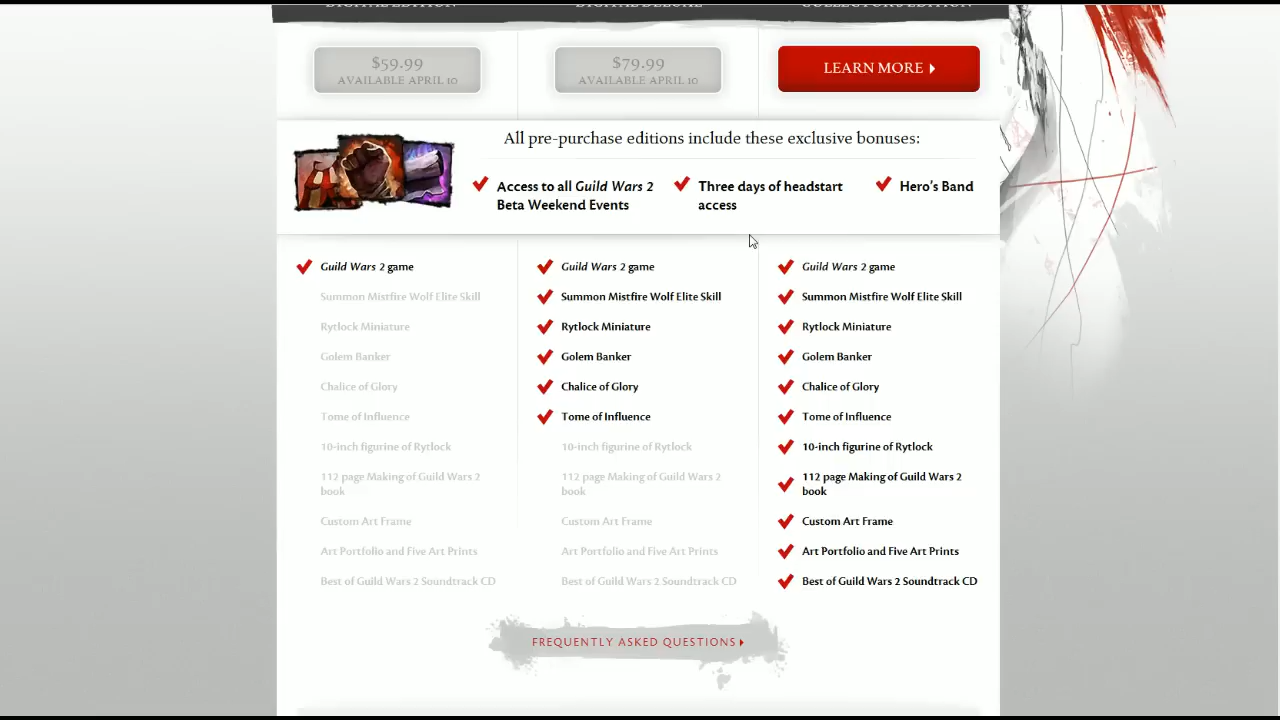 DIGITAL EDITION
DIGITAL DELUXE
COLLECTOR'S EDITION
$59.99
AVAILABLE APRIL 10
$79.99
AVAILABLE APRIL 10
LEARN MORE
All pre-purchase editions include these exclusive bonuses:
Access to all Guild Wars 2
Beta Weekend Events
Three days of headstart
access
Hero's Band
Guild Wars 2 game
Summon Mistfire Wolf Elite Skill
Rytlock Miniature
Golem Banker
Chalice of Glory
Tome of Influence
10-inch figurine of Rytlock
112 page Making of Guild Wars 2
book
Custom Art Frame
Art Portfolio and Five Art Prints
Best of Guild Wars 2 Soundtrack CD
Guild Wars 2 game
Summon Mistfire Wolf Elite Skill
Rytlock Miniature
Golem Banker
Chalice of Glory
Tome of Influence
10-inch figurine of Rytlock
112 page Making of Guild Wars 2
book
Custom Art Frame
Art Portfolio and Five Art Prints
Best of Guild Wars 2 Soundtrack CD
Guild Wars 2 game
Summon Mistfire Wolf Elite Skill
Rytlock Miniature
Golem Banker
Chalice of Glory
Tome of Influence
10-inch figurine of Rytlock
112 page Making of Guild Wars 2
book
Custom Art Frame
Art Portfolio and Five Art Prints
Best of Guild Wars 2 Soundtrack CD
FREQUENTLY ASKED QUESTIONS